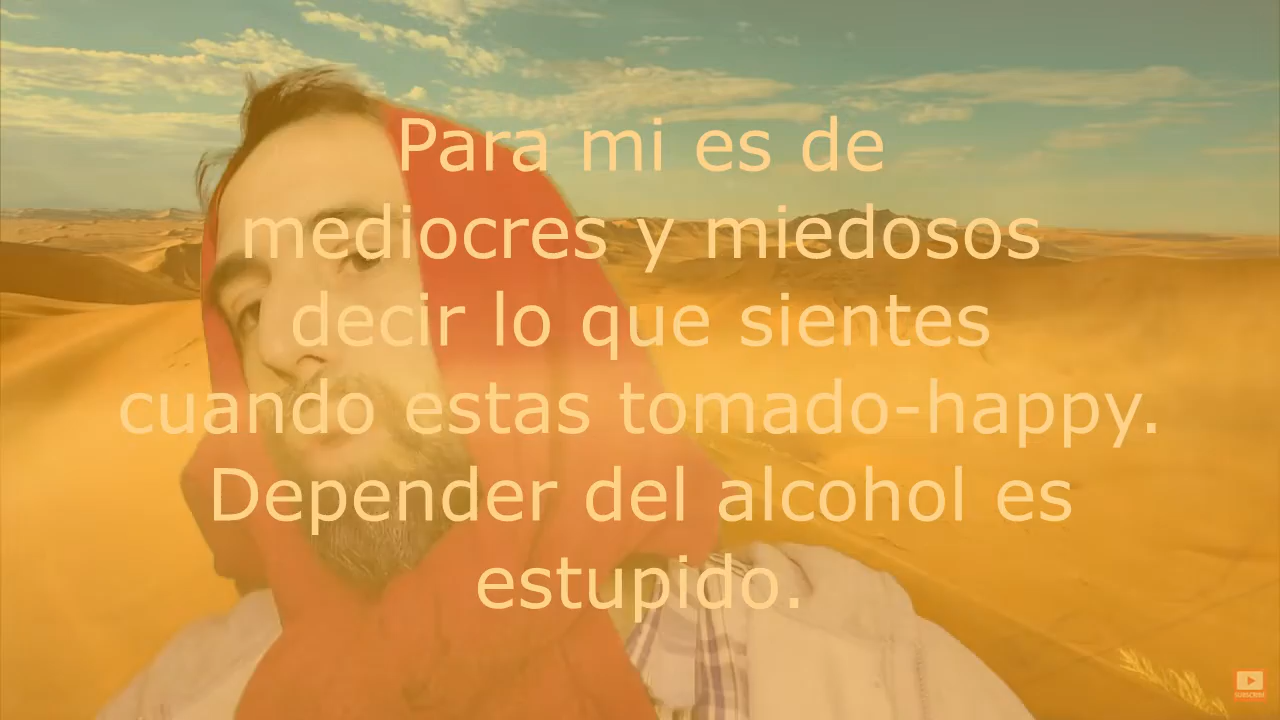 Para mi es de
mediocres y miedosos
decir lo que sientes
cuando estas tomado-happy.
Depender del alcohol es
estupido.
SUBSCRIBE